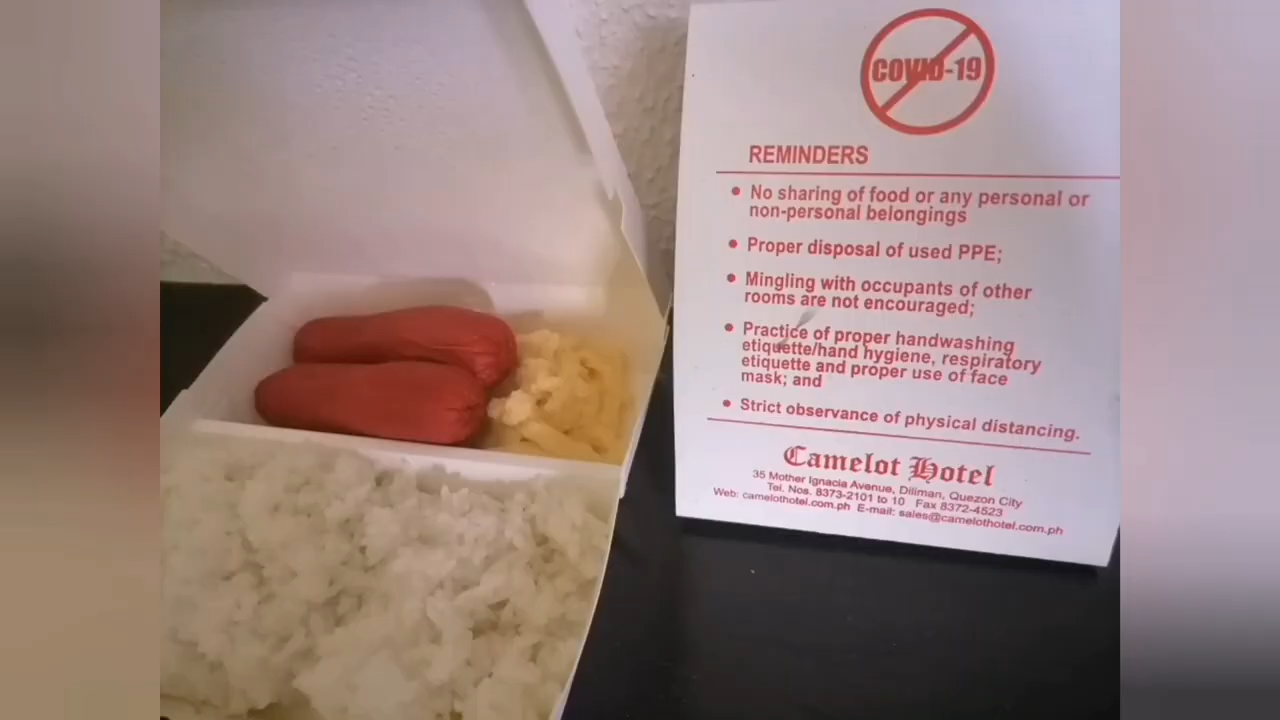 COVID-19
REMINDERS
• No sharing of food or any personal or
non-personal belongings
• Proper disposal of used PPE;
• Mingling with occupants of other
rooms are not encouraged;
• Practice of proper handwashing
etiquette/hand hygiene, respiratory
etiquette and proper use of face
mask; and
• Strict observance of physical distancing.
Camelot Hotel
35 Mother Ignacia Avenue, Diliman, Quezon City
Tel. Nos. 8373-2101 to 10 Fax 8372-4523
Web: camelothotel.com.ph E-mail: sales@camelothotel.com.ph